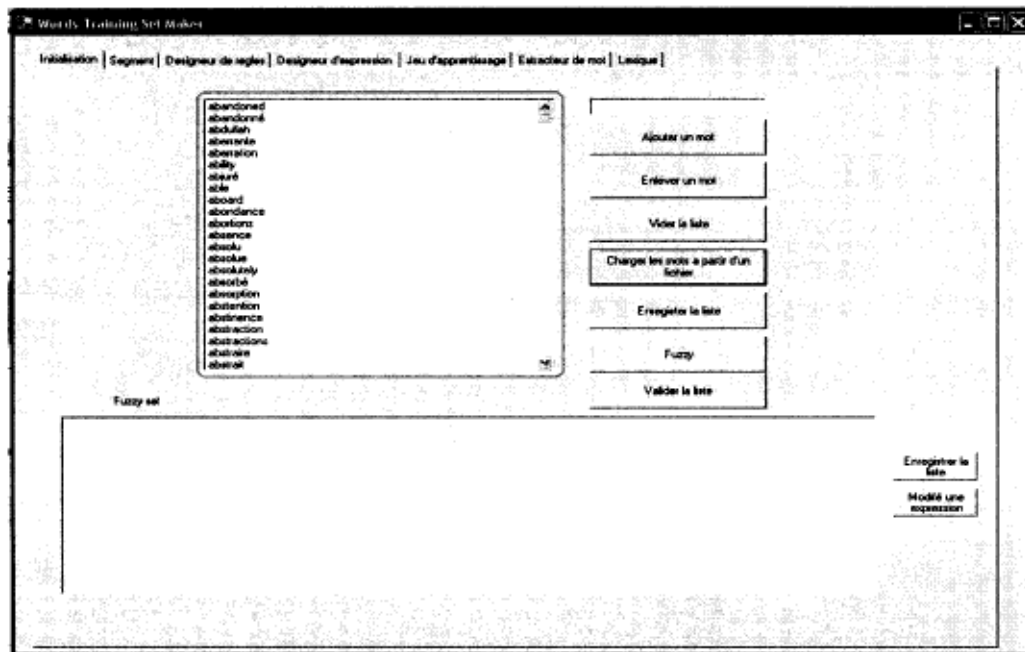 Words Training Set Maker
Initialisation Segment Designeur de regles Designeur d'expression Jeu d'apprentissage Extracteur de mot Lexique
abandoned
abandonné
abdullah
aberrante
aberration
ability
abjuré
able
aboard
abondance
abortions
absence
absolu
absolue
absolutely
absorbé
absorption
abstention
abstinence
abstraction
abstractions
abstraire
abstrait
Ajouter un mot
Enlever un mot
Vider la liste
Charger les mots a partir d'un
fichier
Enregister la liste
Fuzzy
Valider la liste
Fuzzy set
Enregistrer la
liste
Modifé une
expression